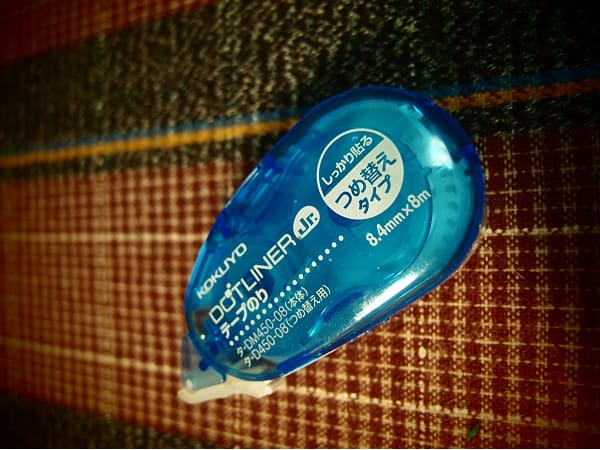 しっかり貼る
つめ替え
タイプ
8.4mm×8m
KOKUYO
DOTLINER Jr.
テープのり
タ-DM450-08(本体)
タ-D450-08(つめ替え用)